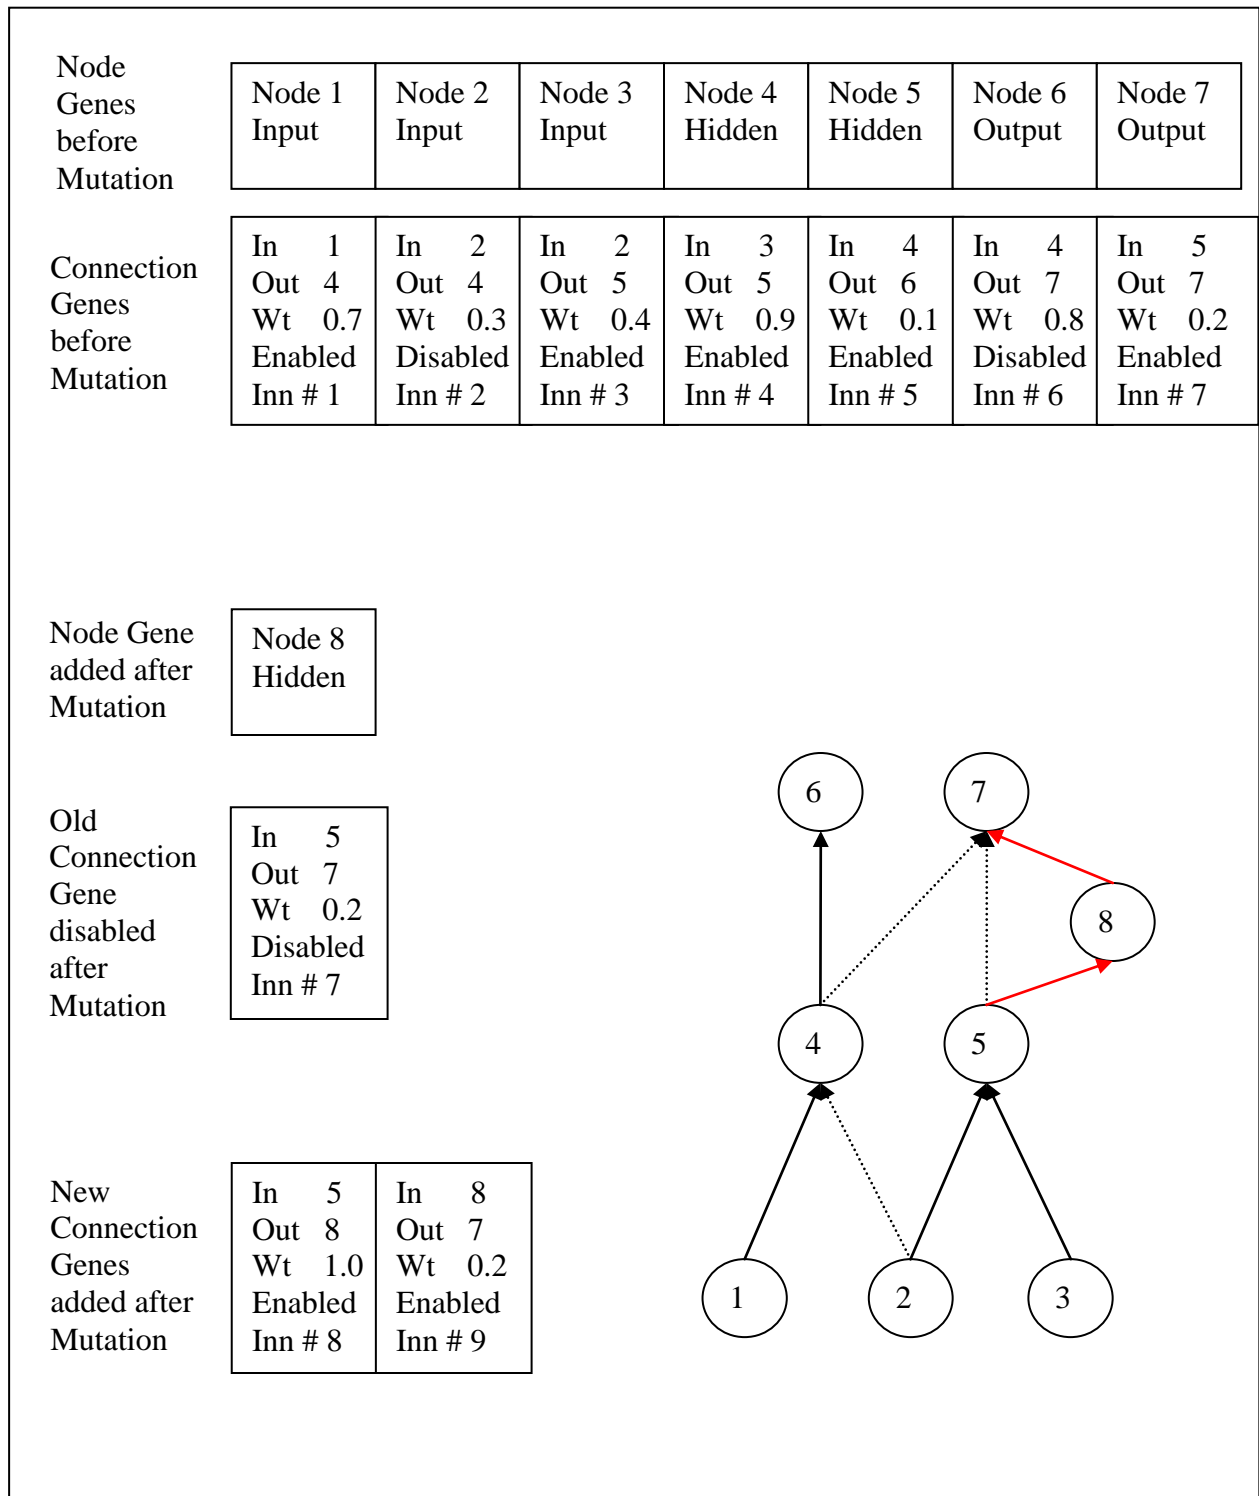 Node
Genes
before
Mutation
Node 1
Input
Node 2
Input
Node 3
Input
Node 4
Hidden
Node 5
Hidden
Node 6
Output
Node 7
Output
Connection
Genes
before
Mutation
In 1
Out 4
Wt 0.7
Enabled
Inn # 1
In 2
Out 4
Wt 0.3
Disabled
Inn # 2
In 2
Out 5
Wt 0.4
Enabled
Inn # 3
In 3
Out 5
Wt 0.9
Enabled
Inn # 4
In 4
Out 6
Wt 0.1
Enabled
Inn # 5
In 4
Out 7
Wt 0.8
Disabled
Inn # 6
In 5
Out 7
Wt 0.2
Enabled
Inn # 7
Node Gene
added after
Mutation
Node 8
Hidden
Old
Connection
Gene
disabled
after
Mutation
In 5
Out 7
Wt 0.2
Disabled
Inn # 7
New
Connection
Genes
added after
Mutation
In 5
Out 8
Wt 1.0
Enabled
Inn # 8
In 8
Out 7
Wt 0.2
Enabled
Inn # 9
6
7
8
4
5
1
2
3